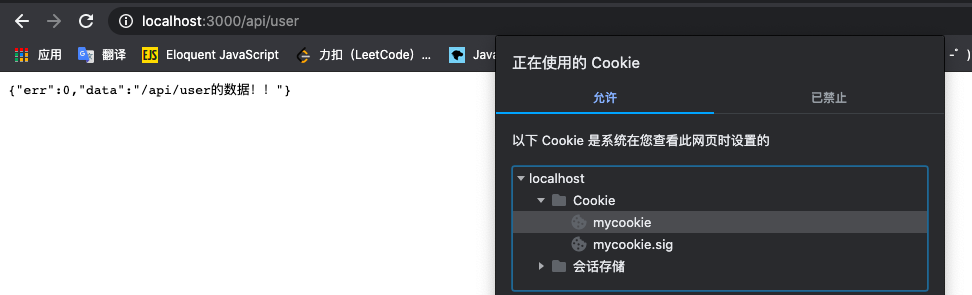 localhost:3000/api/user
应用 翻译 EJS Eloquent JavaScript 力扣（LeetCode）… Java
{"err":0,"data":"/api/user的数据！！"}
正在使用的 Cookie
允许 已禁止
以下 Cookie 是系统在您查看此网页时设置的
localhost
Cookie
mycookie
mycookie.sig
会话存储